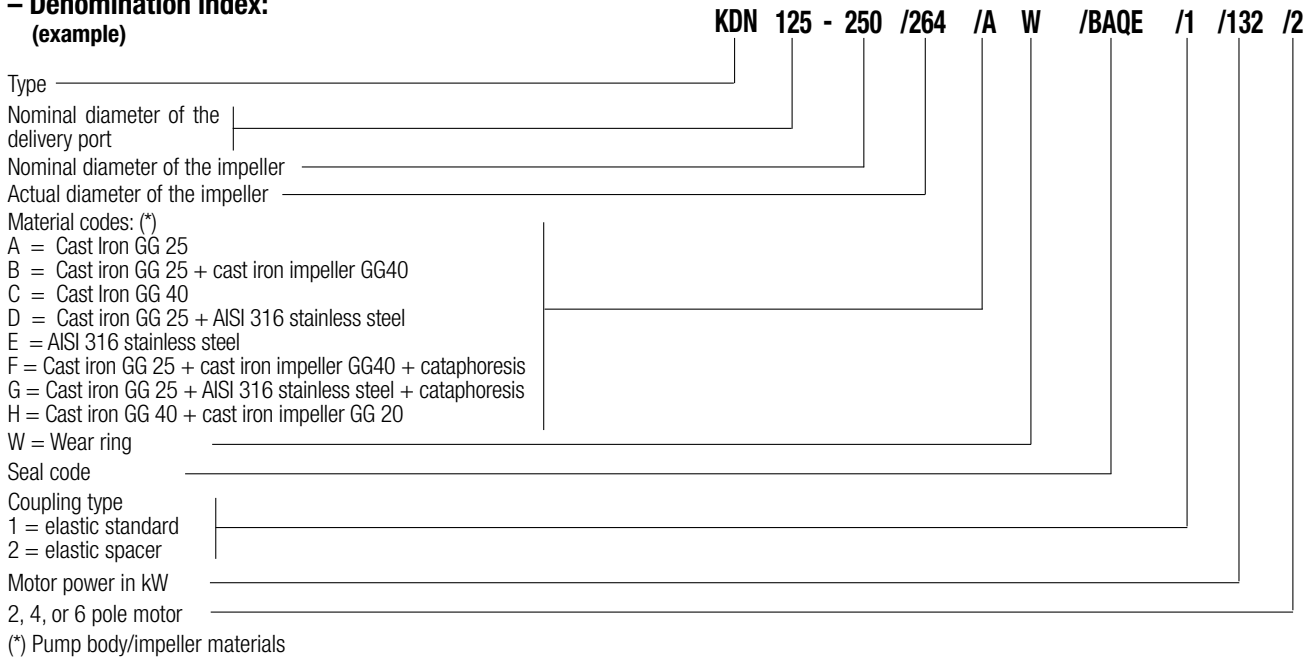 – Denomination index:
(example)
KDN 125 - 250 /264 /A W /BAQE /1 /132 /2
Type
Nominal diameter of the
delivery port
Nominal diameter of the impeller
Actual diameter of the impeller
Material codes: (*)
A = Cast Iron GG 25
B = Cast iron GG 25 + cast iron impeller GG40
C = Cast Iron GG 40
D = Cast iron GG 25 + AISI 316 stainless steel
E = AISI 316 stainless steel
F = Cast iron GG 25 + cast iron impeller GG40 + cataphoresis
G = Cast iron GG 25 + AISI 316 stainless steel + cataphoresis
H = Cast iron GG 40 + cast iron impeller GG 20
W = Wear ring
Seal code
Coupling type
1 = elastic standard
2 = elastic spacer
Motor power in kW
2, 4, or 6 pole motor
(*) Pump body/impeller materials